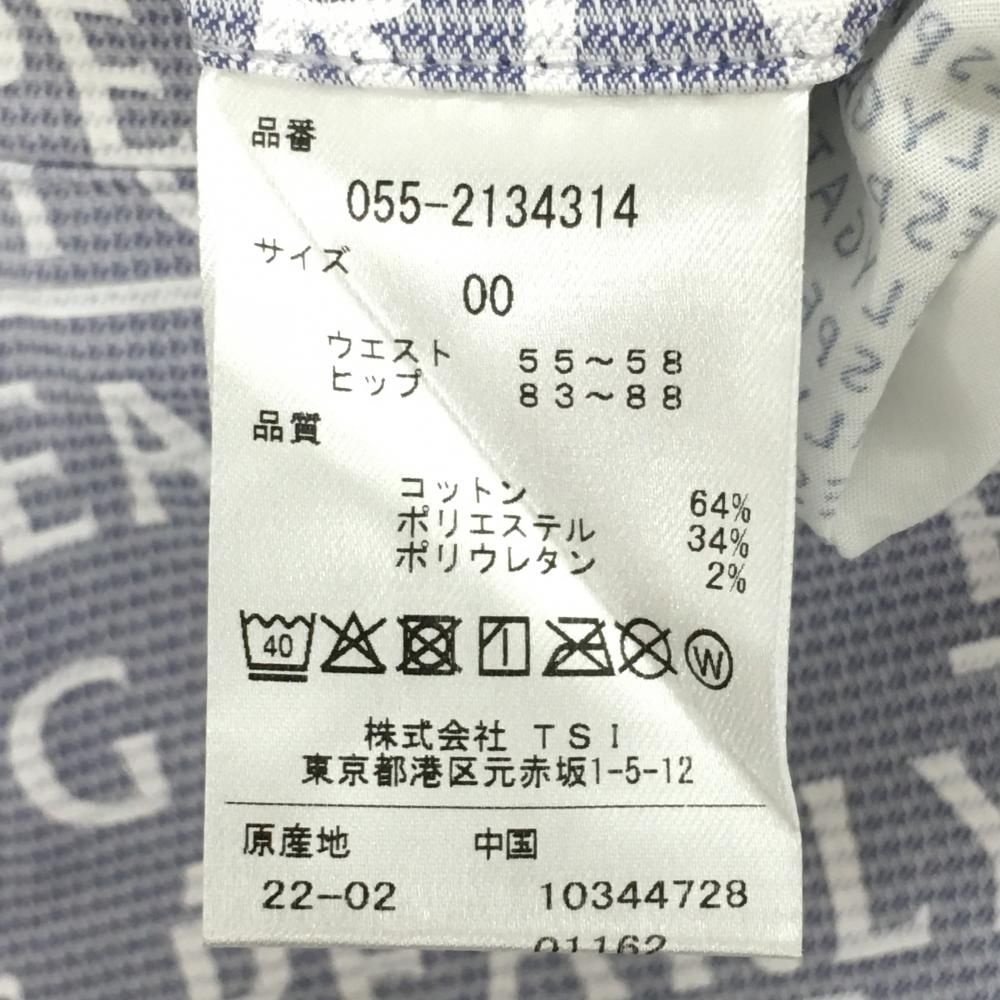 品番
055-2134314
サイズ
00
ウエスト 55～58
ヒップ 83～88
品質
コットン 64%
ポリエステル 34%
ポリウレタン 2%
40
W
株式会社 TSI
東京都港区元赤坂1-5-12
原産地 中国
22-02 10344728
01162